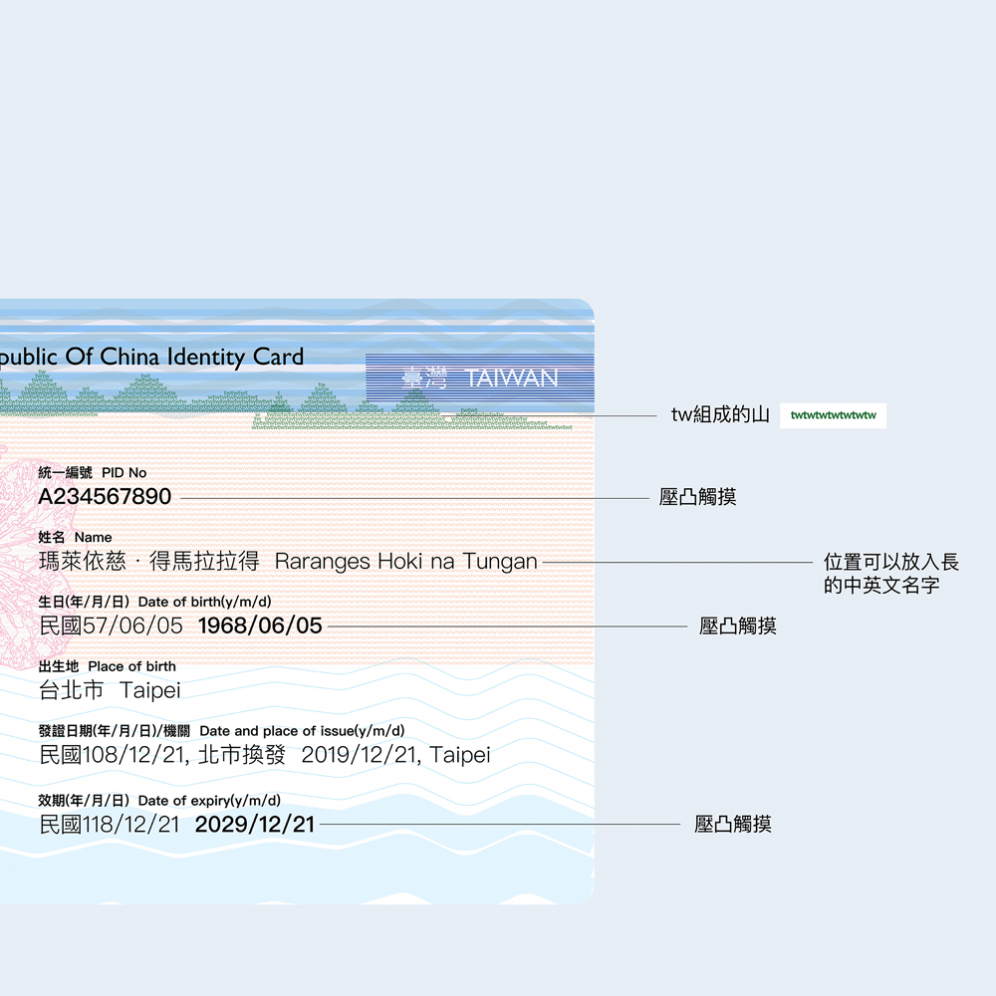 public Of China Identity Card
臺灣 TAIWAN
tw組成的山 twtwtwtwtwtwtw
統一編號 PID No
A234567890
壓凸觸摸
姓名 Name
瑪萊依慈．得馬拉拉得 Raranges Hoki na Tungan
位置可以放入長
的中英文名字
生日(年/月/日) Date of birth(y/m/d)
民國57/06/05 1968/06/05
壓凸觸摸
出生地 Place of birth
台北市 Taipei
發證日期(年/月/日)/機關 Date and place of issue(y/m/d)
民國108/12/21, 北市換發 2019/12/21, Taipei
效期(年/月/日) Date of expiry(y/m/d)
民國118/12/21 2029/12/21
壓凸觸摸